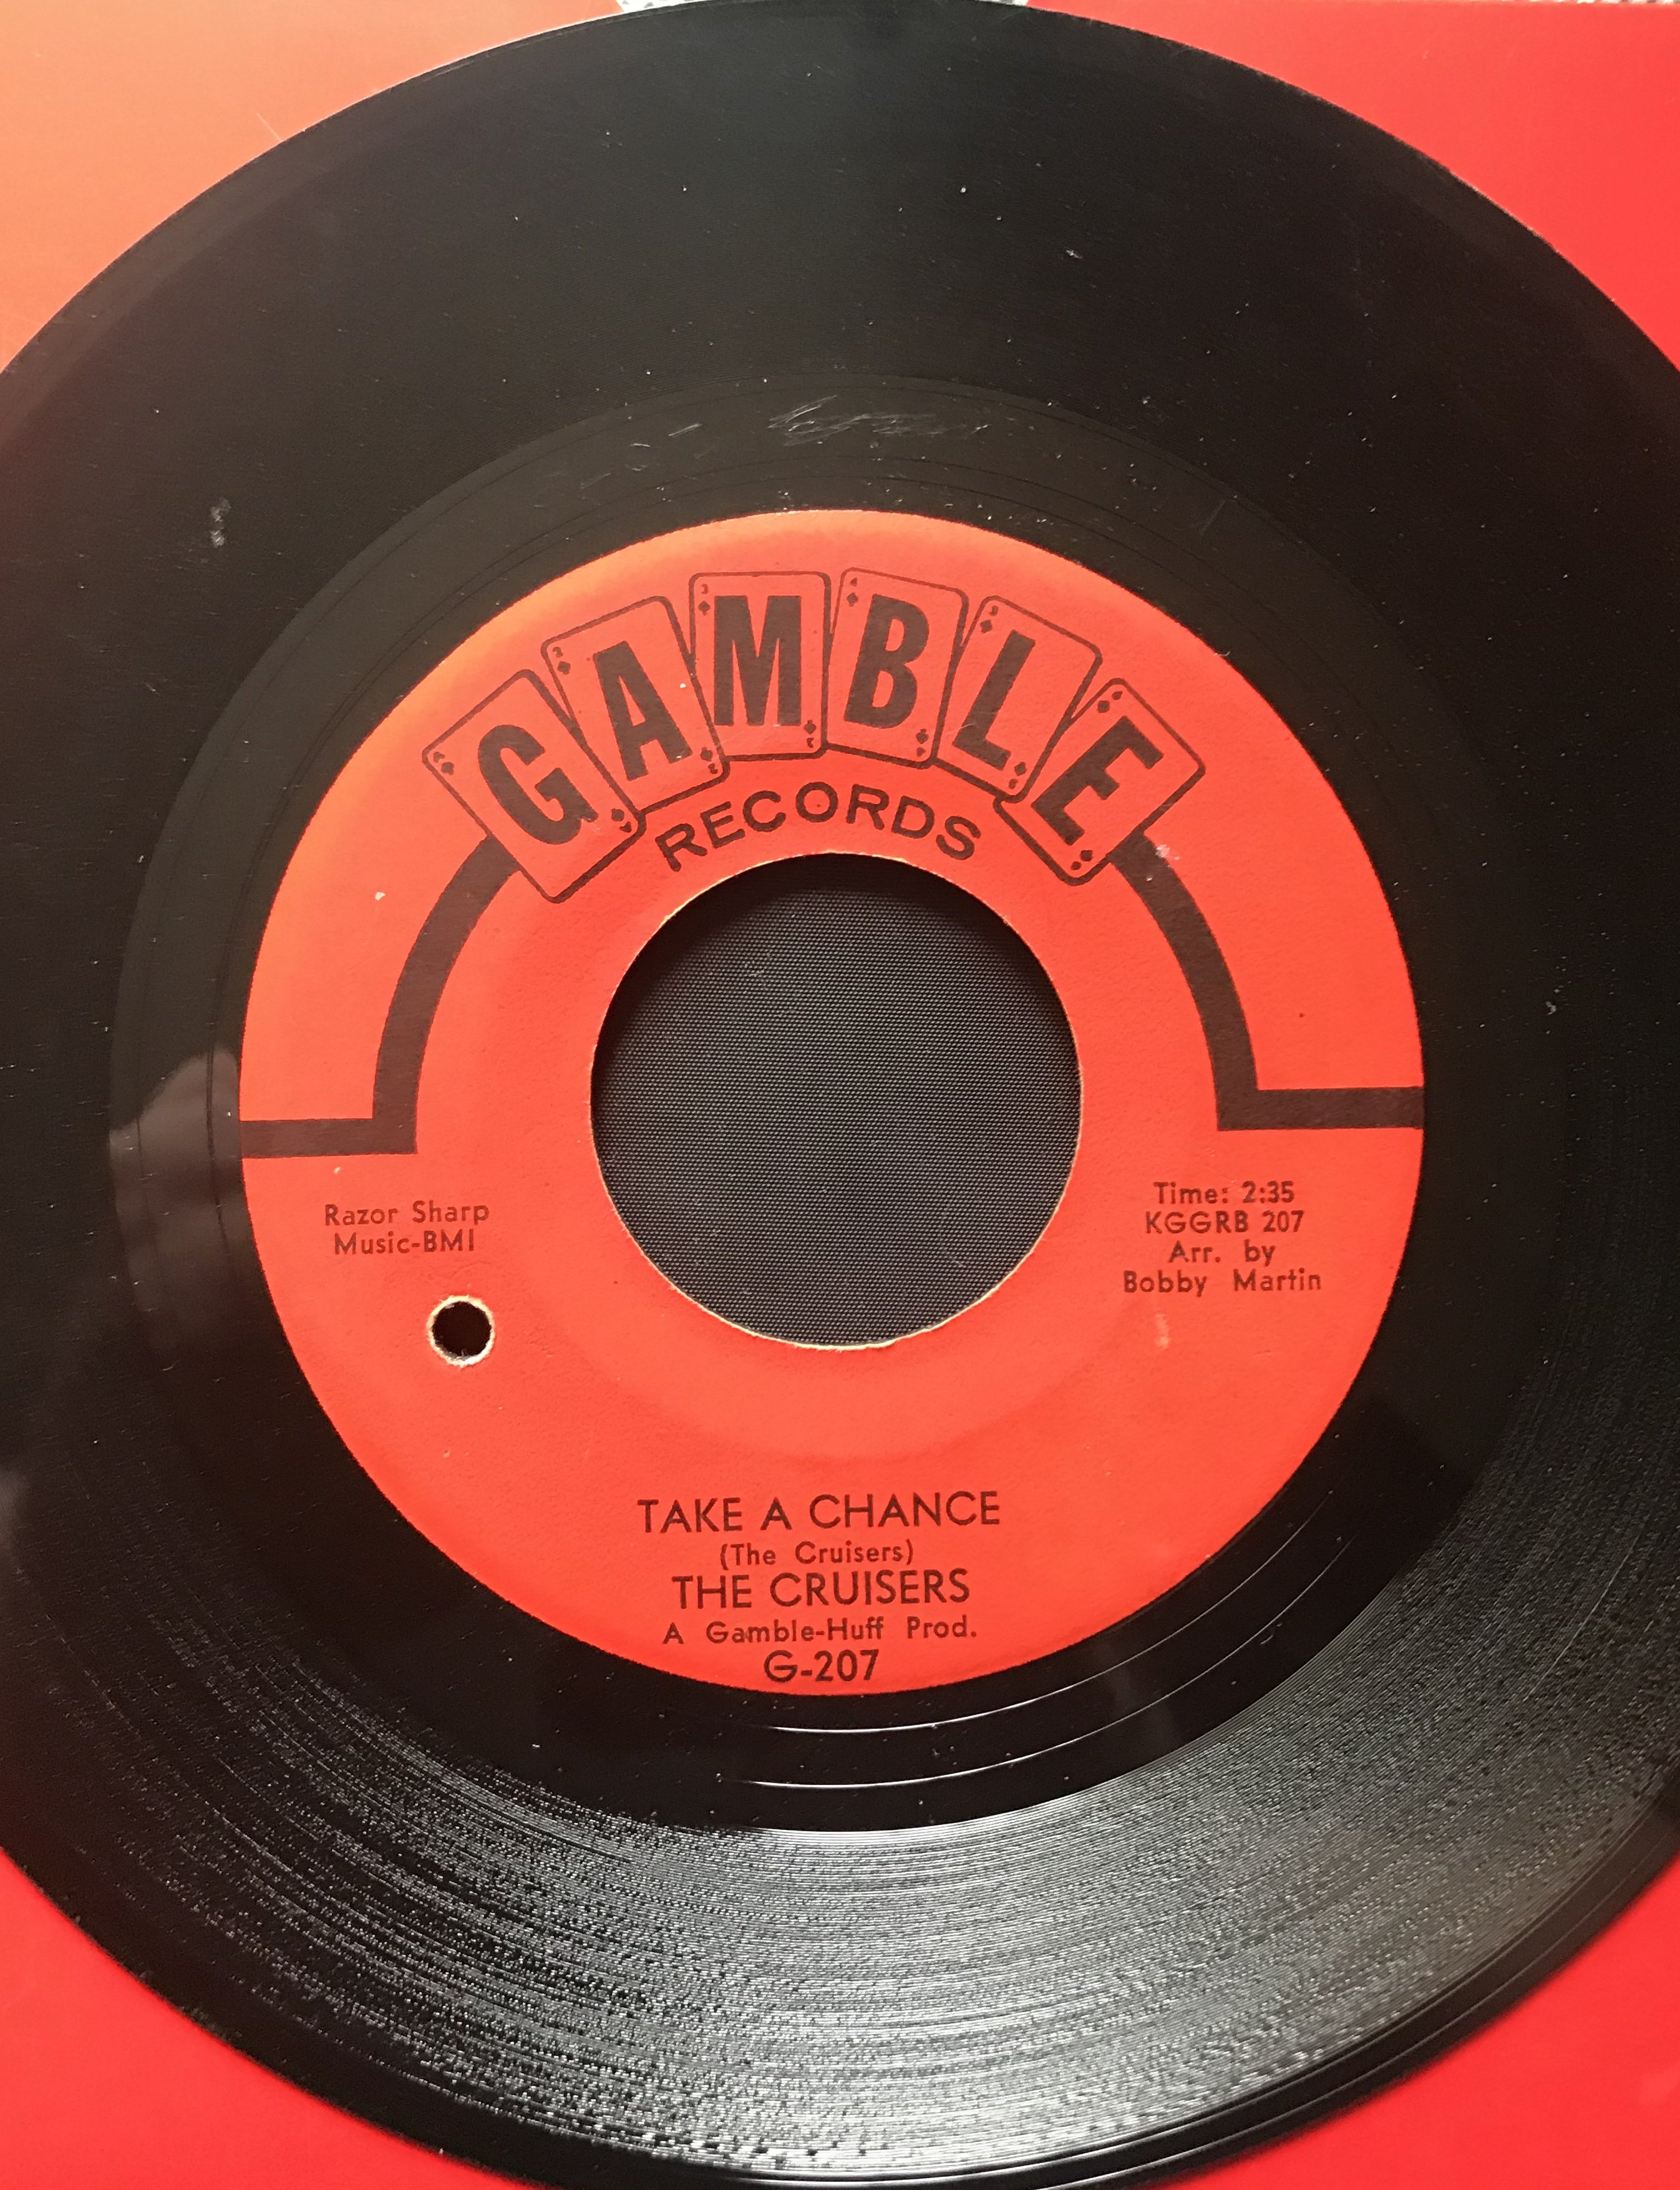 GAMBLE
RECORDS
Razor Sharp
Music-BMI
Time: 2:35
KGGRB 207
Arr. by
Bobby Martin
TAKE A CHANCE
(The Cruisers)
THE CRUISERS
A Gamble-Huff Prod.
G-207